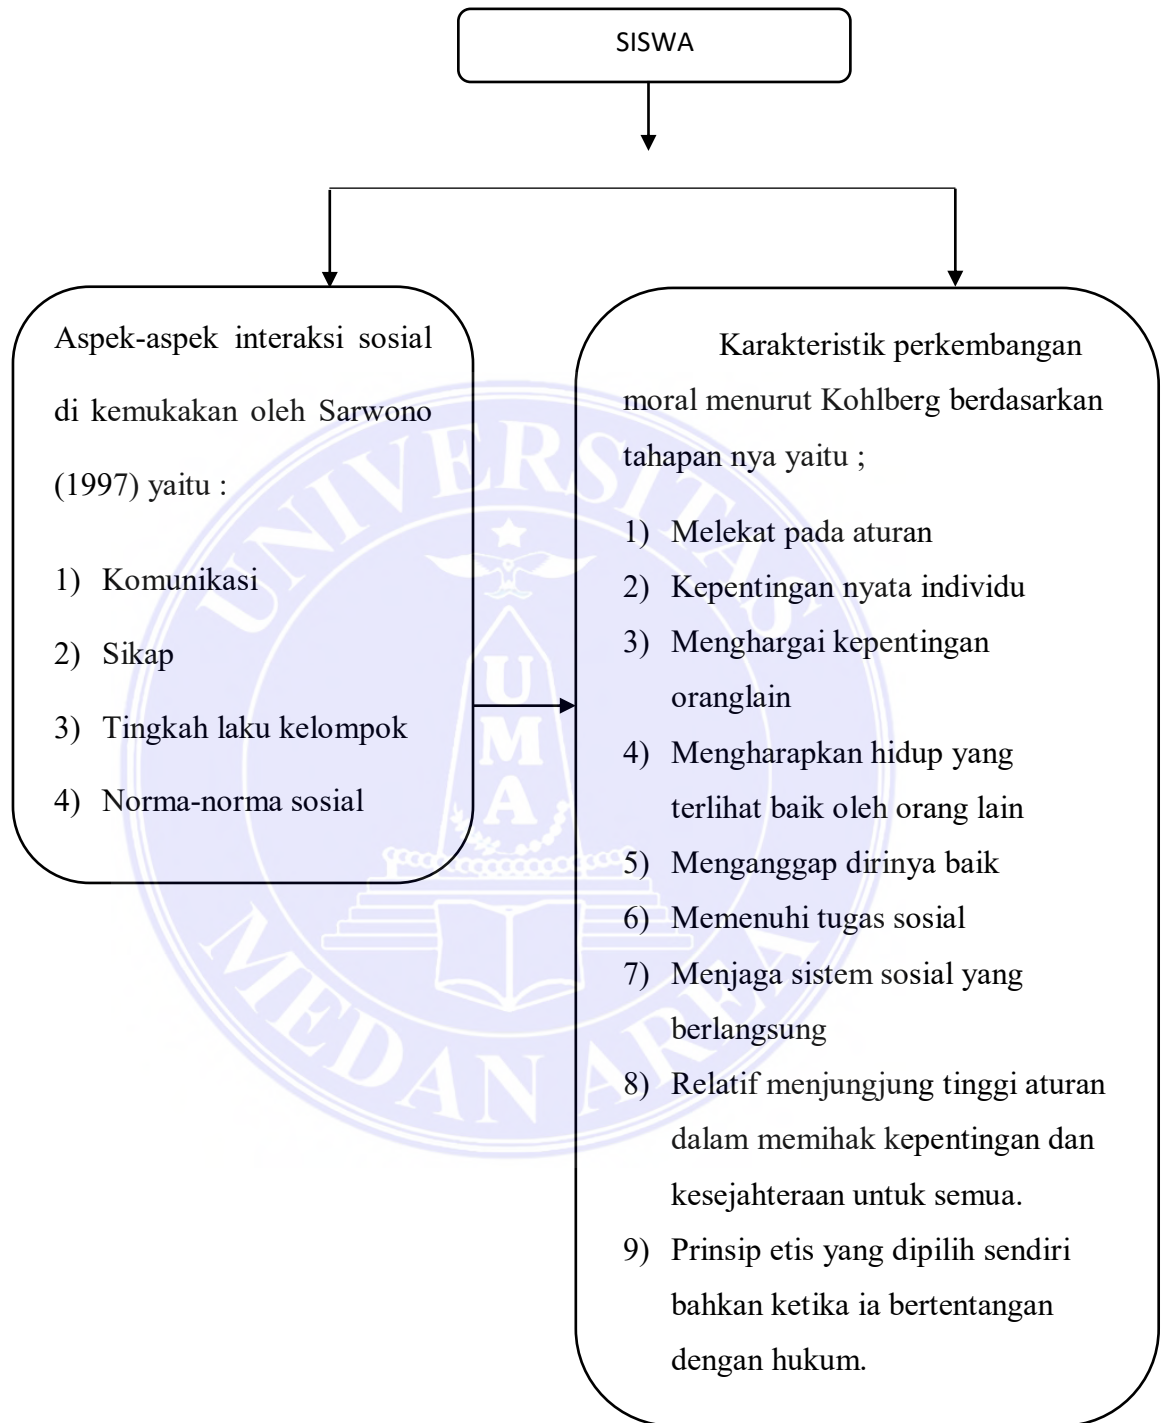 SISWA
Aspek-aspek interaksi sosial
di kemukakan oleh Sarwono
(1997) yaitu :
1) Komunikasi
2) Sikap
3) Tingkah laku kelompok
4) Norma-norma sosial
Karakteristik perkembangan
moral menurut Kohlberg berdasarkan
tahapan nya yaitu ;
1) Melekat pada aturan
2) Kepentingan nyata individu
3) Menghargai kepentingan
oranglain
4) Mengharapkan hidup yang
terlihat baik oleh orang lain
5) Menganggap dirinya baik
6) Memenuhi tugas sosial
7) Menjaga sistem sosial yang
berlangsung
8) Relatif menjungjung tinggi aturan
dalam memihak kepentingan dan
kesejahteraan untuk semua.
9) Prinsip etis yang dipilih sendiri
bahkan ketika ia bertentangan
dengan hukum.
UNIVERSITAS
UMA
MEDAN AREA